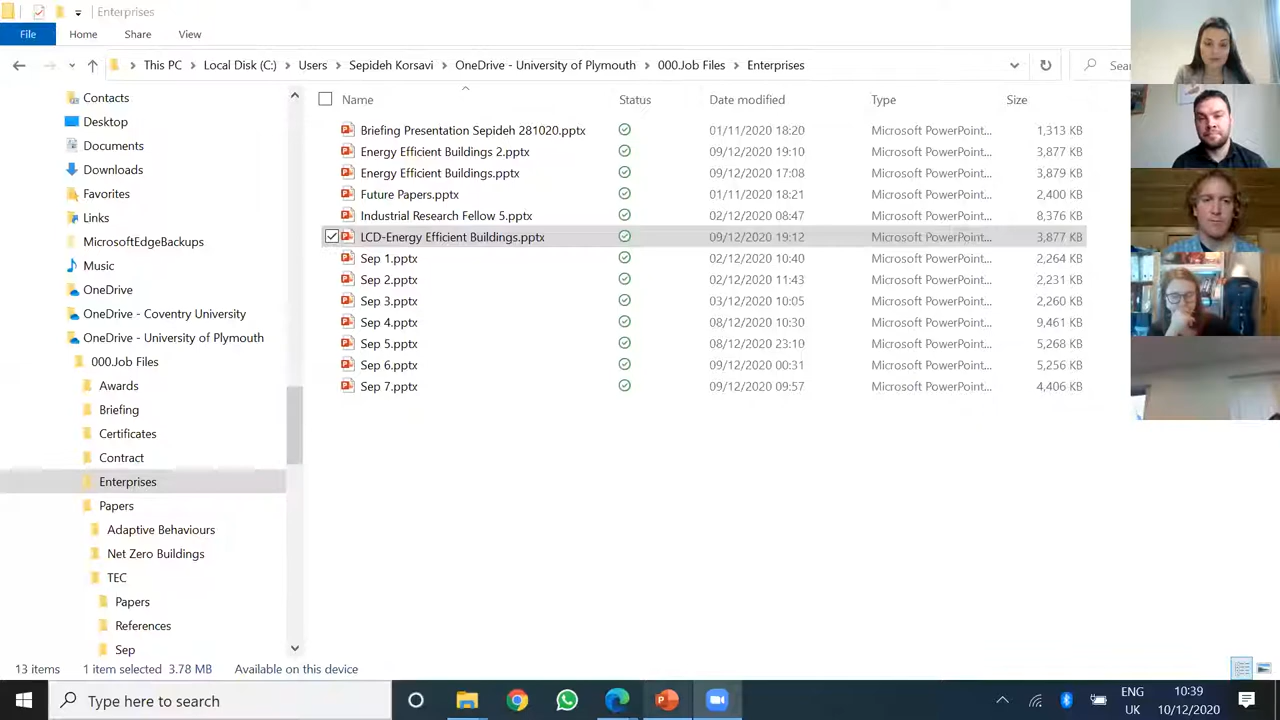 Enterprises
File Home Share View
This PC Local Disk (C:) Users Sepideh Korsavi OneDrive - University of Plymouth 000.Job Files Enterprises
Name Status Date modified Type Size
Briefing Presentation Sepideh 281020.pptx 01/11/2020 18:20 Microsoft PowerPoint... 1,313 KB
Energy Efficient Buildings 2.pptx 09/12/2020 19:10 Microsoft PowerPoint... 3,877 KB
Energy Efficient Buildings.pptx 09/12/2020 17:08 Microsoft PowerPoint... 3,879 KB
Future Papers.pptx 01/11/2020 18:21 Microsoft PowerPoint... 2,400 KB
Industrial Research Fellow 5.pptx 02/12/2020 08:47 Microsoft PowerPoint... 8,376 KB
LCD-Energy Efficient Buildings.pptx 09/12/2020 19:12 Microsoft PowerPoint... 3,877 KB
Sep 1.pptx 02/12/2020 10:40 Microsoft PowerPoint... 2,264 KB
Sep 2.pptx 02/12/2020 11:43 Microsoft PowerPoint... 2,231 KB
Sep 3.pptx 03/12/2020 10:05 Microsoft PowerPoint... 2,260 KB
Sep 4.pptx 08/12/2020 10:30 Microsoft PowerPoint... 9,461 KB
Sep 5.pptx 08/12/2020 23:10 Microsoft PowerPoint... 5,268 KB
Sep 6.pptx 09/12/2020 00:31 Microsoft PowerPoint... 5,256 KB
Sep 7.pptx 09/12/2020 09:57 Microsoft PowerPoint... 4,406 KB
Contacts
Desktop
Documents
Downloads
Favorites
Links
MicrosoftEdgeBackups
Music
OneDrive
OneDrive - Coventry University
OneDrive - University of Plymouth
000.Job Files
Awards
Briefing
Certificates
Contract
Enterprises
Papers
Adaptive Behaviours
Net Zero Buildings
TEC
Papers
References
Sep
13 items 1 item selected 3.78 MB Available on this device
Type here to search
ENG 10:39
UK 10/12/2020